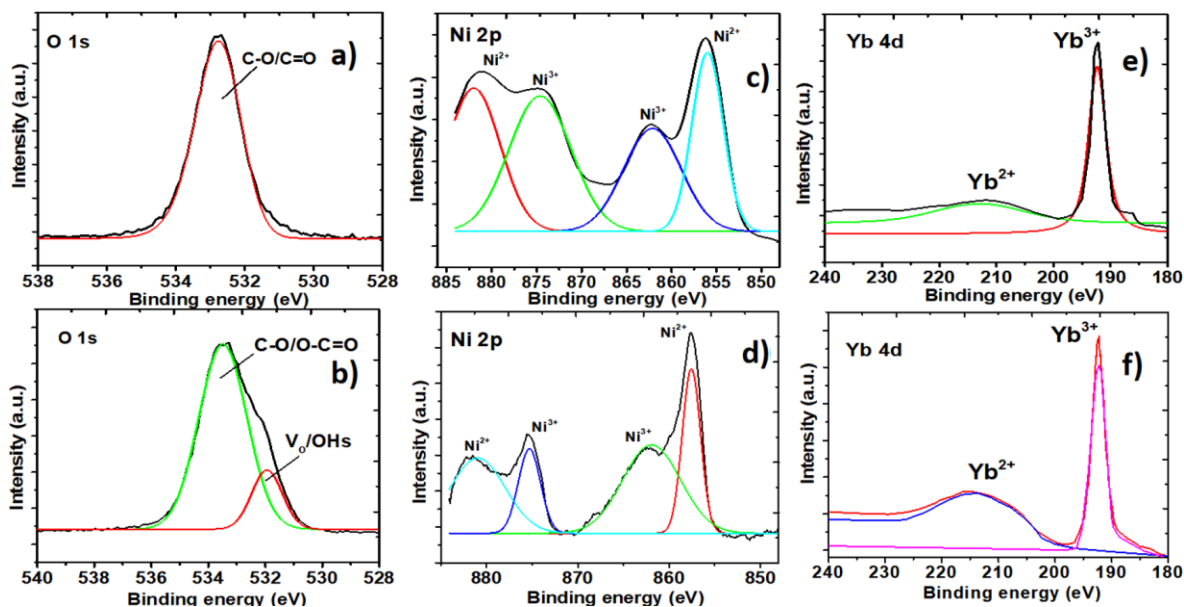 O 1s
a)
C-O/C=O
Intensity (a.u.)
538 536 534 532 530 528
Binding energy (eV)
Ni 2p
c)
Ni²⁺
Ni³⁺
Ni³⁺
Ni²⁺
Intensity (a.u.)
885 880 875 870 865 860 855 850
Binding energy (eV)
Yb 4d
e)
Yb³⁺
Yb²⁺
Intensity (a.u.)
240 230 220 210 200 190 180
Binding energy (eV)
O 1s
b)
C-O/O-C=O
V₀/OHs
Intensity (a.u.)
540 538 536 534 532 530 528
Binding energy (eV)
Ni 2p
d)
Ni²⁺
Ni³⁺
Ni³⁺
Ni²⁺
Intensity (a.u.)
880 870 860 850
Binding energy (eV)
Yb 4d
f)
Yb³⁺
Yb²⁺
Intensity (a.u.)
240 230 220 210 200 190 180
Binding energy (eV)